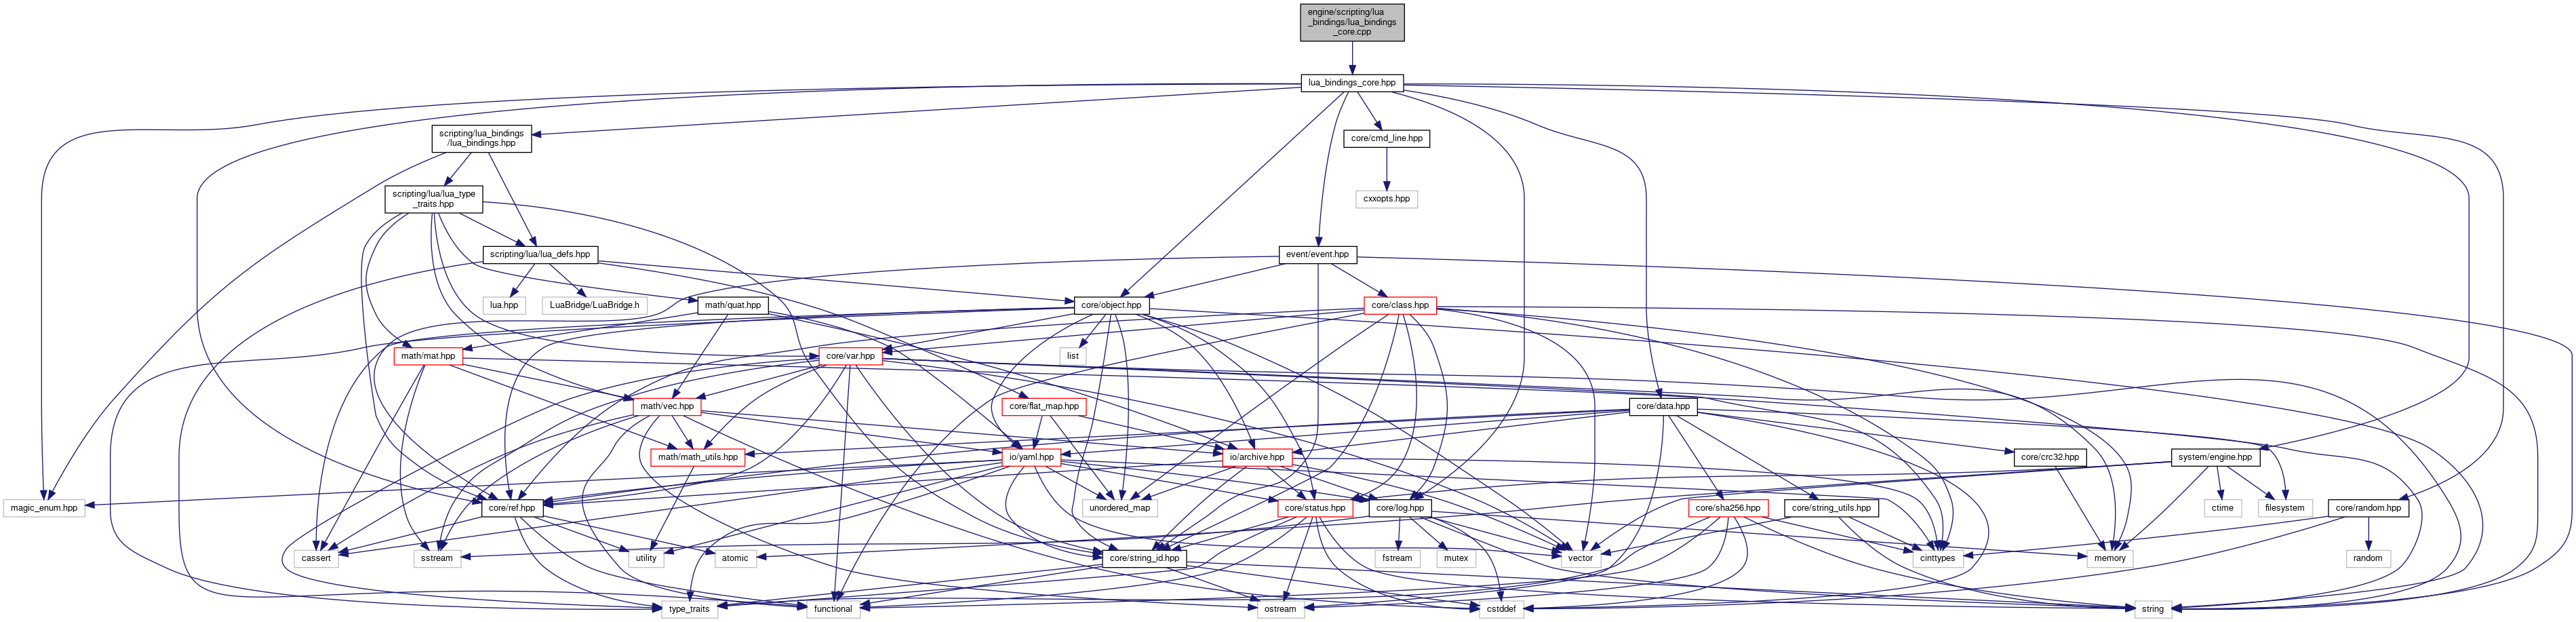 engine/scripting/lua
_bindings/lua_bindings
_core.cpp
lua_bindings_core.hpp
scripting/lua_bindings
/lua_bindings.hpp
core/cmd_line.hpp
scripting/lua/lua_type
_traits.hpp
cxxopts.hpp
scripting/lua/lua_defs.hpp
event/event.hpp
lua.hpp
LuaBridge/LuaBridge.h
math/quat.hpp
core/object.hpp
core/class.hpp
math/mat.hpp
core/var.hpp
list
math/vec.hpp
core/flat_map.hpp
core/data.hpp
math/math_utils.hpp
io/yaml.hpp
io/archive.hpp
core/crc32.hpp
system/engine.hpp
magic_enum.hpp
core/ref.hpp
unordered_map
core/status.hpp
core/log.hpp
core/sha256.hpp
core/string_utils.hpp
ctime
filesystem
core/random.hpp
cassert
sstream
utility
atomic
core/string_id.hpp
fstream
mutex
vector
cinttypes
memory
random
type_traits
functional
ostream
cstddef
string